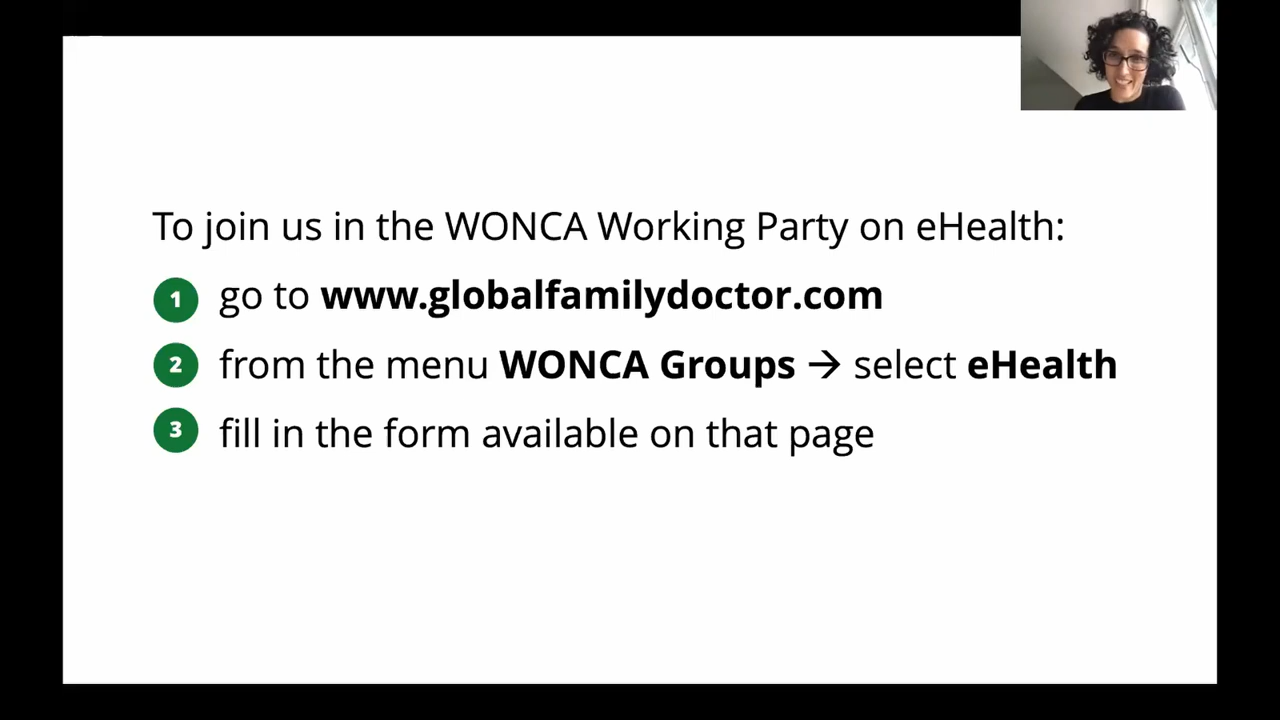 To join us in the WONCA Working Party on eHealth:
1 go to www.globalfamilydoctor.com
2 from the menu WONCA Groups → select eHealth
3 fill in the form available on that page